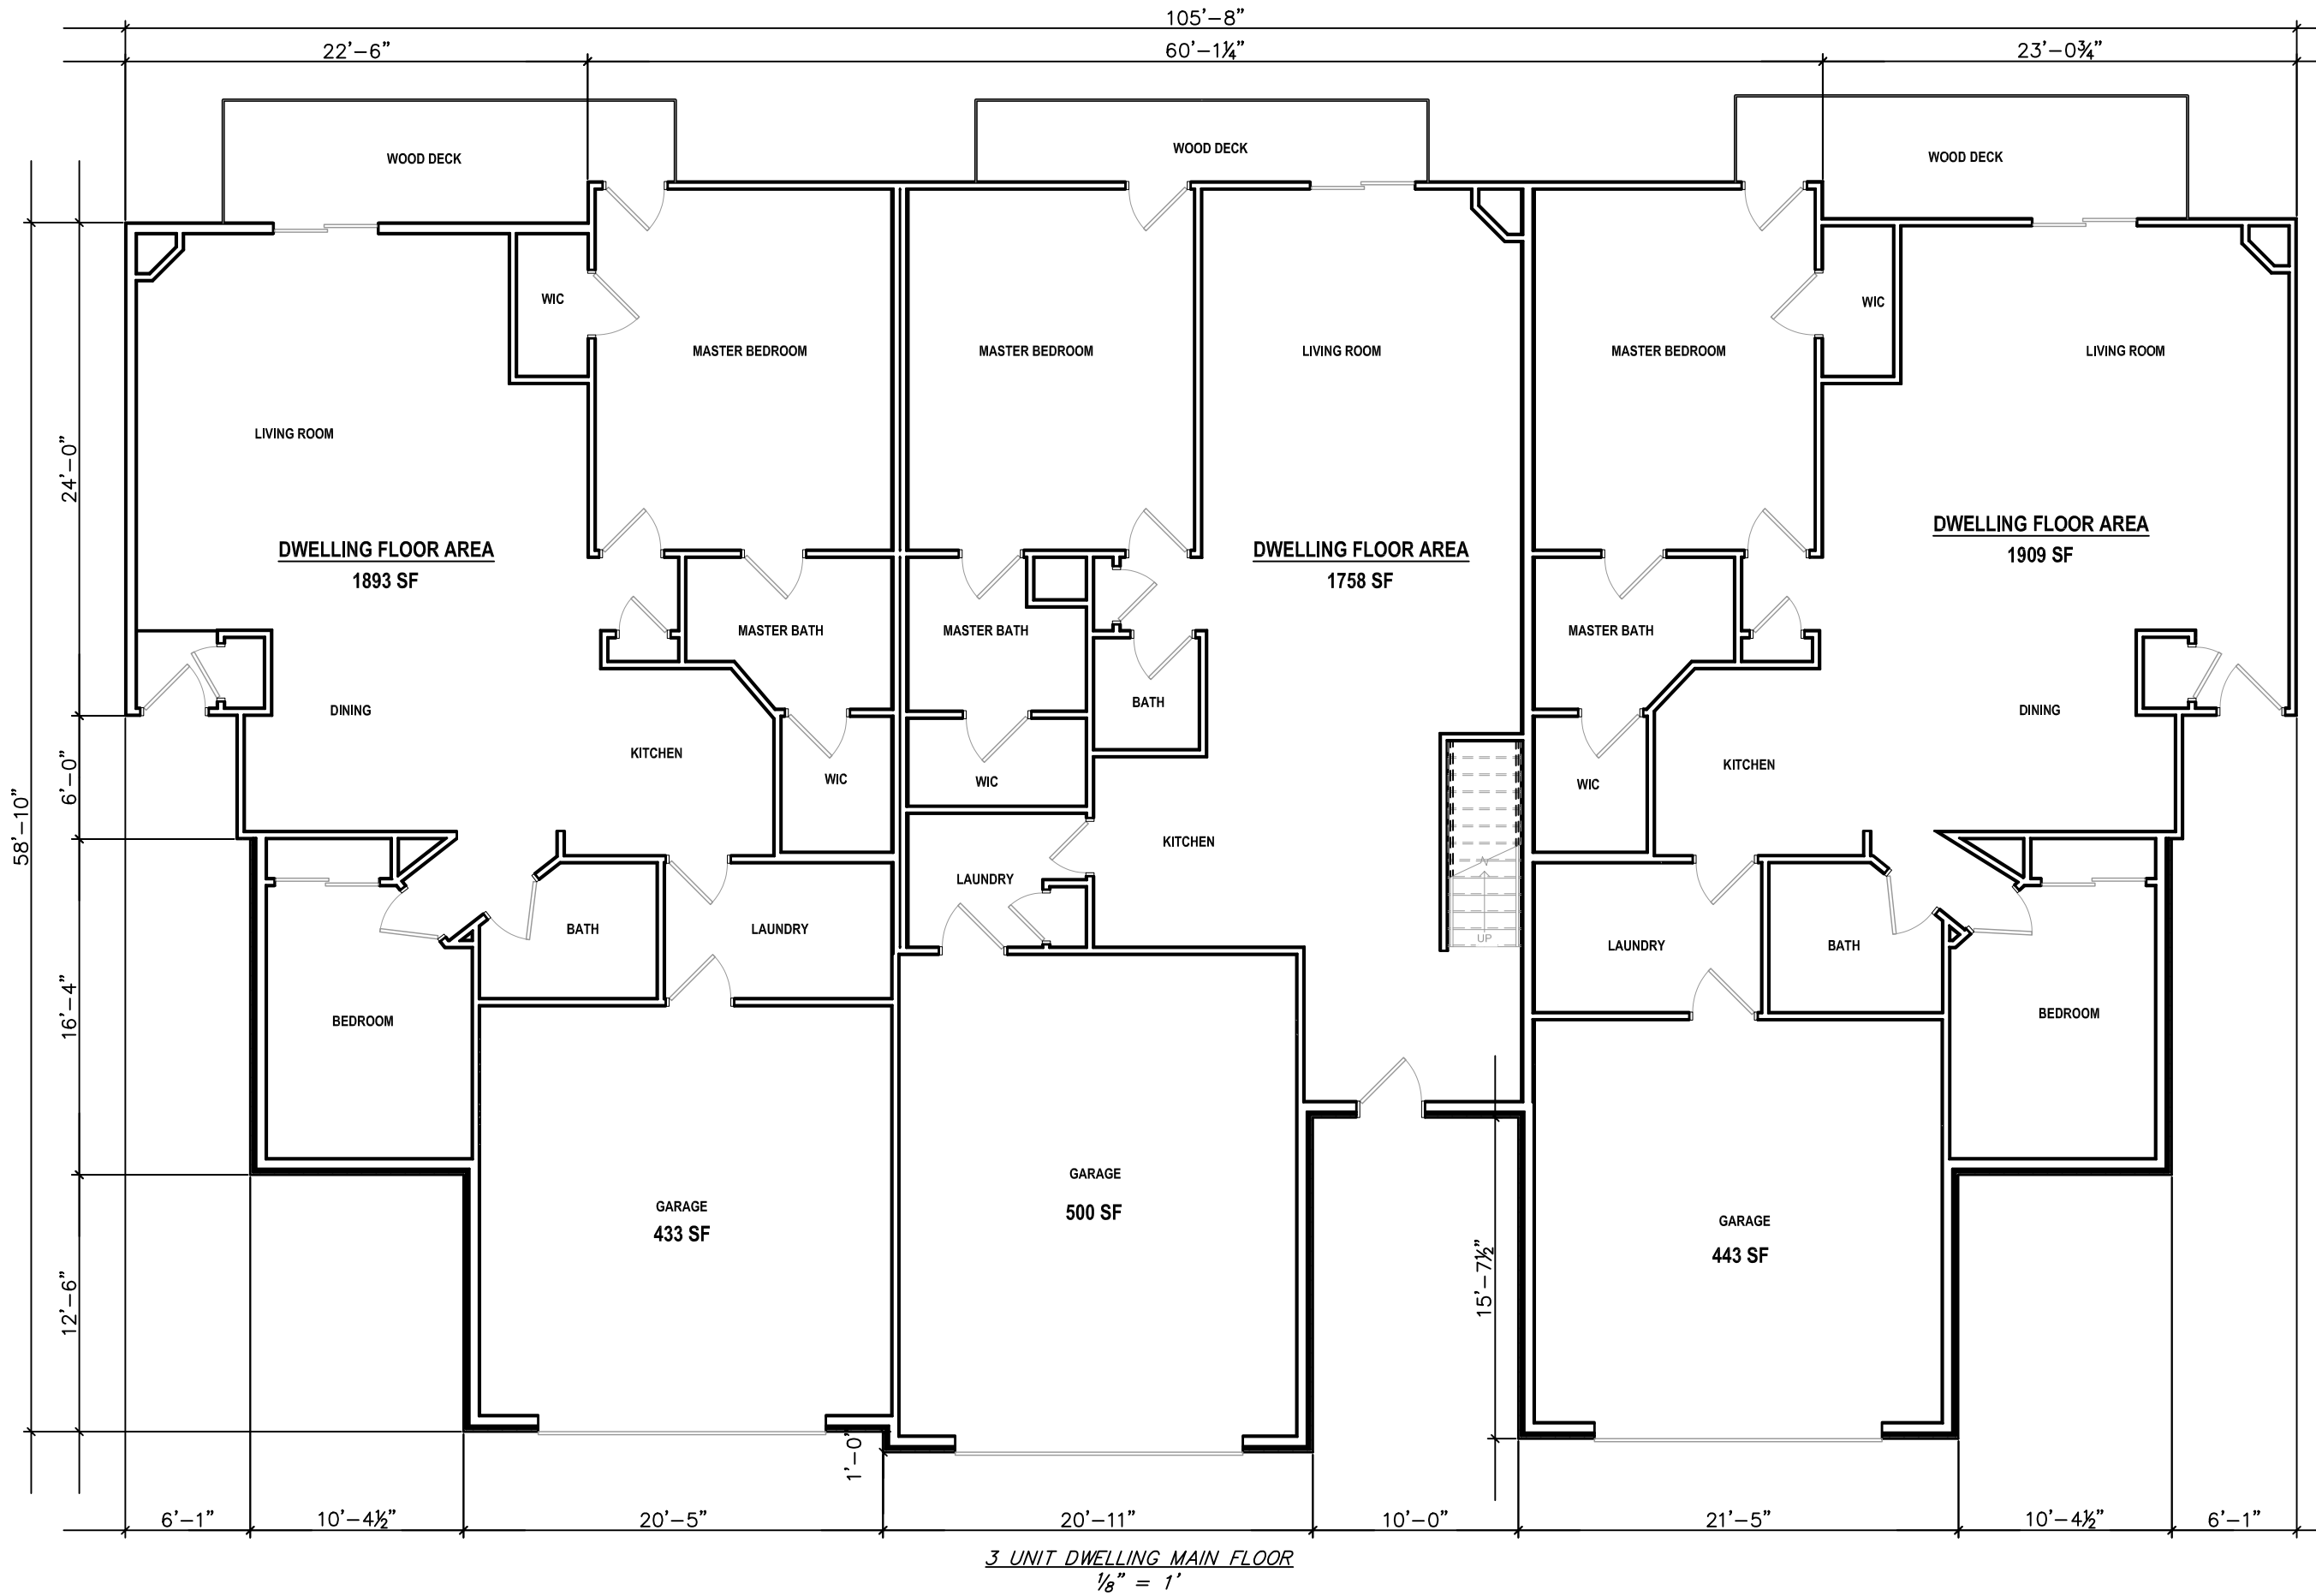 105'-8"
22'-6"
60'-1¼"
23'-0¾"
WOOD DECK
WOOD DECK
WOOD DECK
WIC
WIC
MASTER BEDROOM
MASTER BEDROOM
LIVING ROOM
MASTER BEDROOM
LIVING ROOM
LIVING ROOM
24'-0"
DWELLING FLOOR AREA
1893 SF
DWELLING FLOOR AREA
1758 SF
DWELLING FLOOR AREA
1909 SF
MASTER BATH
MASTER BATH
MASTER BATH
BATH
DINING
DINING
KITCHEN
KITCHEN
WIC
WIC
WIC
6'-0"
58'-10"
KITCHEN
LAUNDRY
BATH
LAUNDRY
UP
LAUNDRY
BATH
16'-4"
BEDROOM
BEDROOM
GARAGE
433 SF
GARAGE
500 SF
GARAGE
443 SF
12'-6"
15'-7½"
1'-0"
6'-1"
10'-4½"
20'-5"
20'-11"
10'-0"
21'-5"
10'-4½"
6'-1"
3 UNIT DWELLING MAIN FLOOR
⅛" = 1'